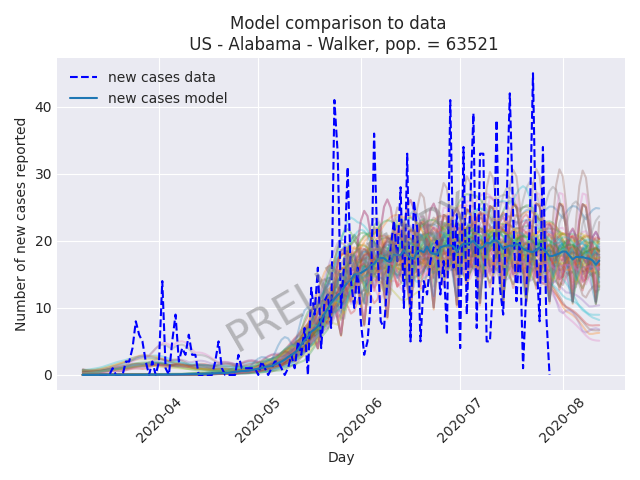 Model comparison to data
US - Alabama - Walker, pop. = 63521
new cases data
new cases model
Number of new cases reported
40
30
20
10
0
2020-04
2020-05
2020-06
2020-07
2020-08
Day